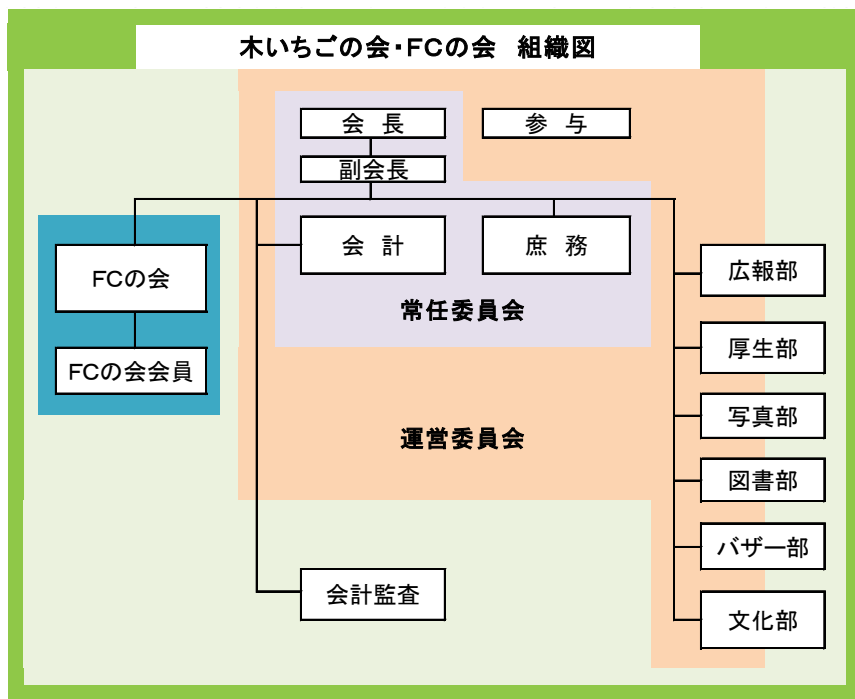 木いちごの会・FCの会 組織図
会 長
参 与
副会長
会 計
庶 務
FCの会
広報部
常任委員会
厚生部
FCの会会員
写真部
運営委員会
図書部
バザー部
会計監査
文化部